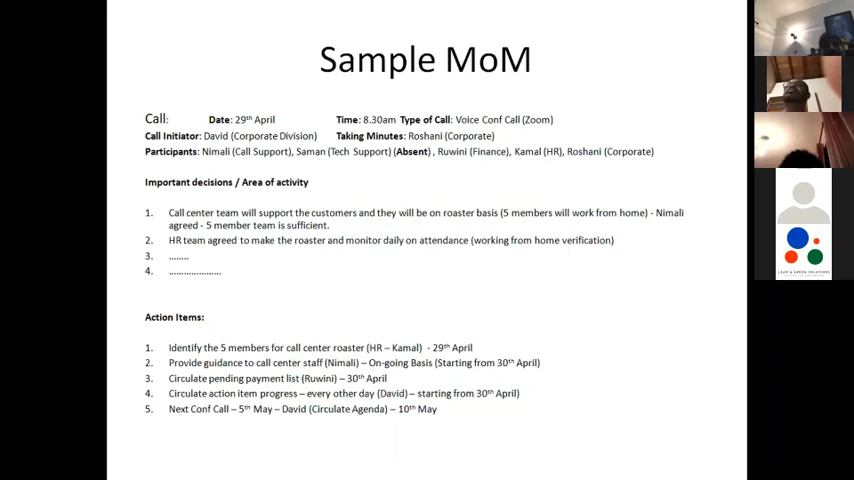 Sample MoM
Call: Date: 29th April Time: 8.30am Type of Call: Voice Conf Call (Zoom)
Call Initiator: David (Corporate Division) Taking Minutes: Roshani (Corporate)
Participants: Nimali (Call Support), Saman (Tech Support) (Absent) , Ruwini (Finance), Kamal (HR), Roshani (Corporate)
Important decisions / Area of activity
1. Call center team will support the customers and they will be on roaster basis (5 members will work from home) - Nimali
agreed - 5 member team is sufficient.
2. HR team agreed to make the roaster and monitor daily on attendance (working from home verification)
3. ........
4. .....................
Action Items:
1. Identify the 5 members for call center roaster (HR – Kamal) - 29th April
2. Provide guidance to call center staff (Nimali) – On-going Basis (Starting from 30th April)
3. Circulate pending payment list (Ruwini) – 30th April
4. Circulate action item progress – every other day (David) – starting from 30th April)
5. Next Conf Call – 5th May – David (Circulate Agenda) – 10th May
LEAN & GREEN SOLUTIONS